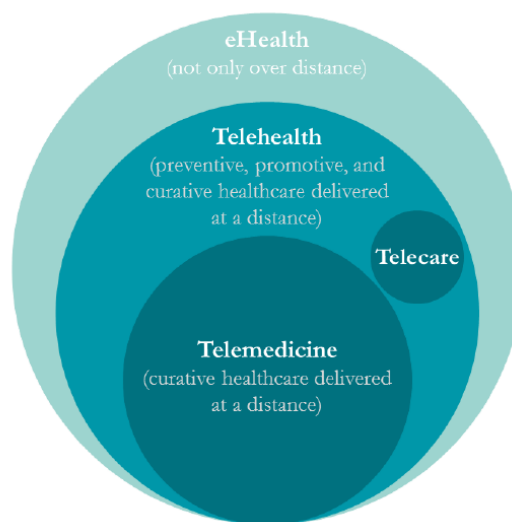 eHealth
(not only over distance)
Telehealth
(preventive, promotive, and
curative healthcare delivered
at a distance)
Telecare
Telemedicine
(curative healthcare delivered
at a distance)